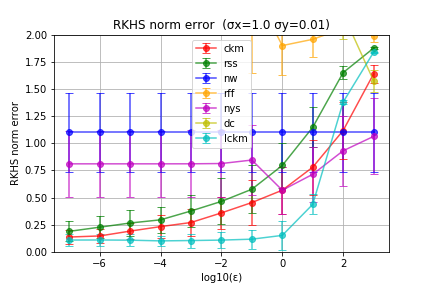 RKHS norm error (σx=1.0 σy=0.01)
RKHS norm error
2.00
1.75
1.50
1.25
1.00
0.75
0.50
0.25
0.00
ckm
rss
nw
rff
nys
dc
lckm
−6
−4
−2
0
2
log10(ε)